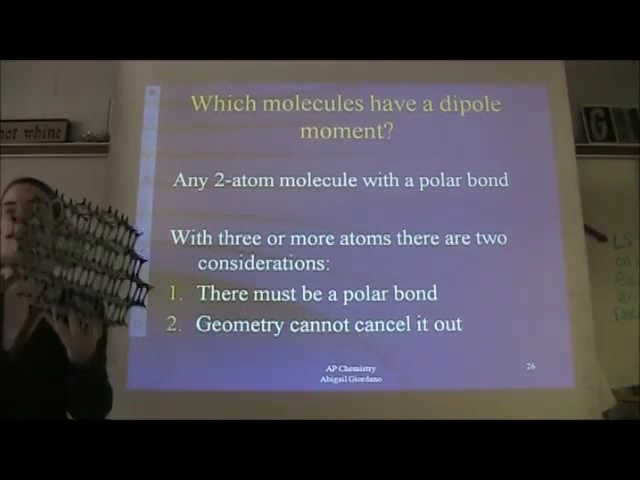 Which molecules have a dipole
moment?
not whine
G
Any 2-atom molecule with a polar bond
With three or more atoms there are two
considerations:
1. There must be a polar bond
2. Geometry cannot cancel it out
AP Chemistry
Abigail Giordano
26